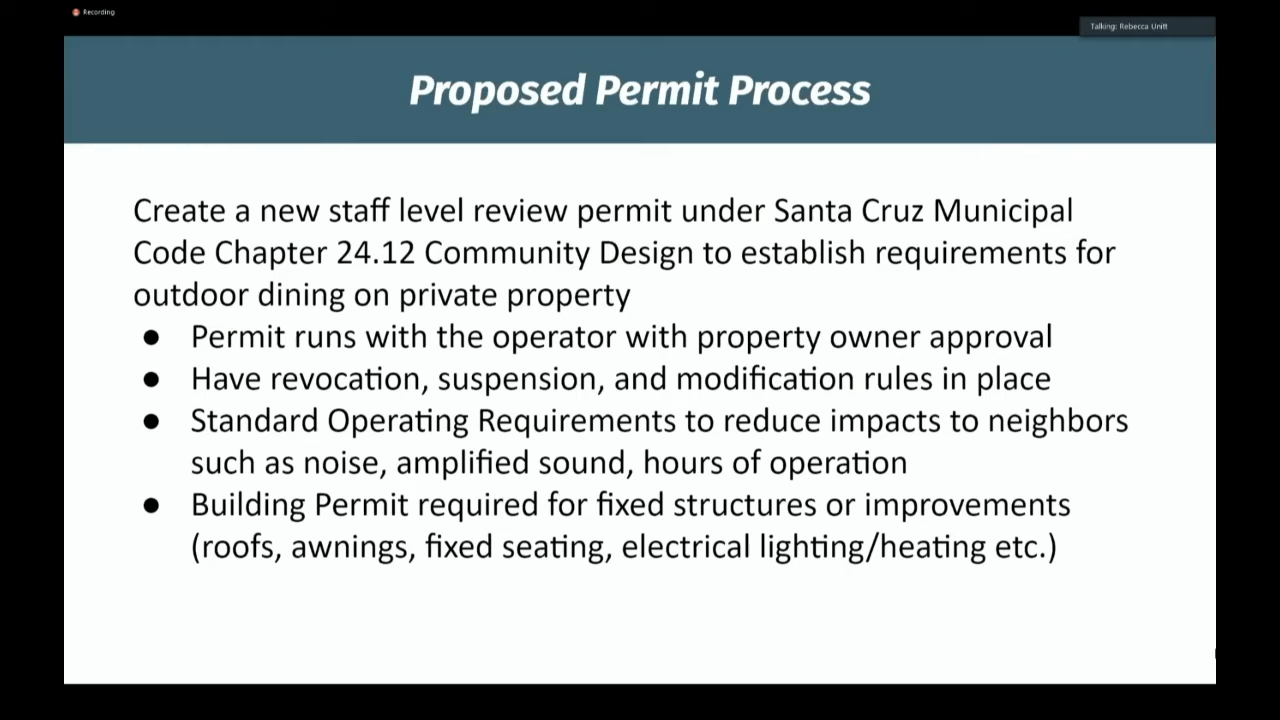 Recording
Talking: Rebecca Unitt
Proposed Permit Process
Create a new staff level review permit under Santa Cruz Municipal
Code Chapter 24.12 Community Design to establish requirements for
outdoor dining on private property
● Permit runs with the operator with property owner approval
● Have revocation, suspension, and modification rules in place
● Standard Operating Requirements to reduce impacts to neighbors
such as noise, amplified sound, hours of operation
● Building Permit required for fixed structures or improvements
(roofs, awnings, fixed seating, electrical lighting/heating etc.)